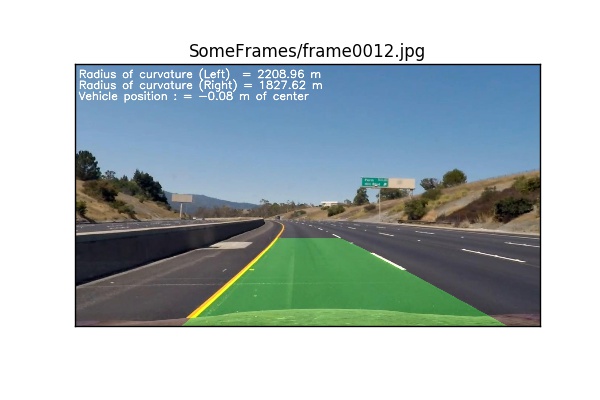 SomeFrames/frame0012.jpg
Radius of curvature (Left) = 2208.96 m
Radius of curvature (Right) = 1827.62 m
Vehicle position : = −0.08 m of center